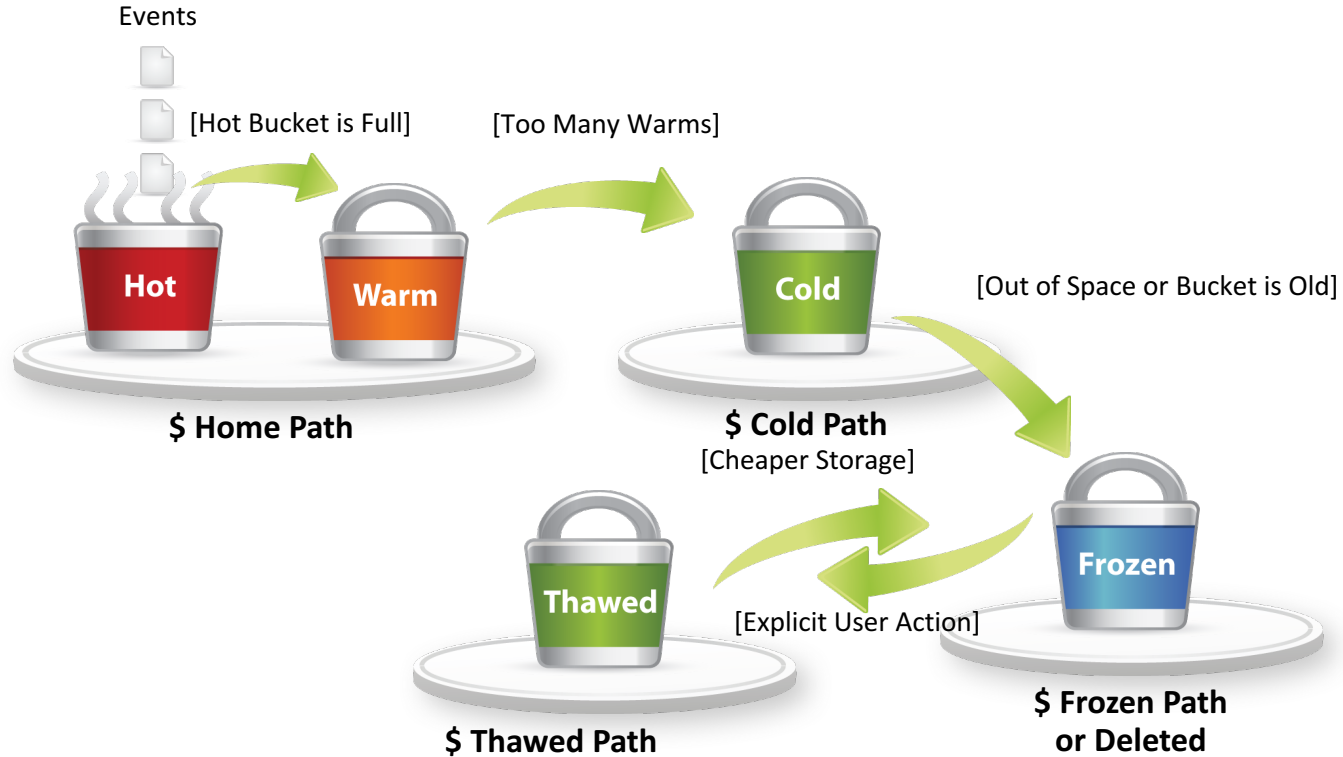 Events
[Hot Bucket is Full]
[Too Many Warms]
Hot
Warm
Cold
[Out of Space or Bucket is Old]
$ Home Path
$ Cold Path
[Cheaper Storage]
Thawed
Frozen
[Explicit User Action]
$ Thawed Path
$ Frozen Path
or Deleted